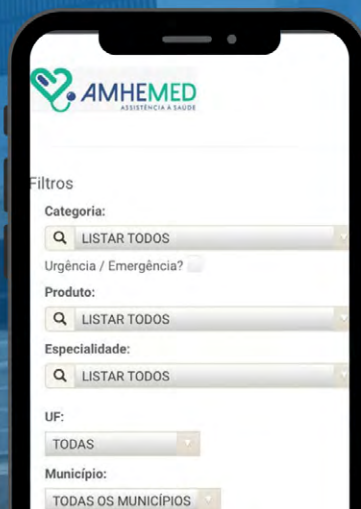 AMHEMED
ASSISTÊNCIA À SAÚDE
Filtros
Categoria:
LISTAR TODOS
Urgência / Emergência?
Produto:
LISTAR TODOS
Especialidade:
LISTAR TODOS
UF:
TODAS
Município:
TODAS OS MUNICÍPIOS